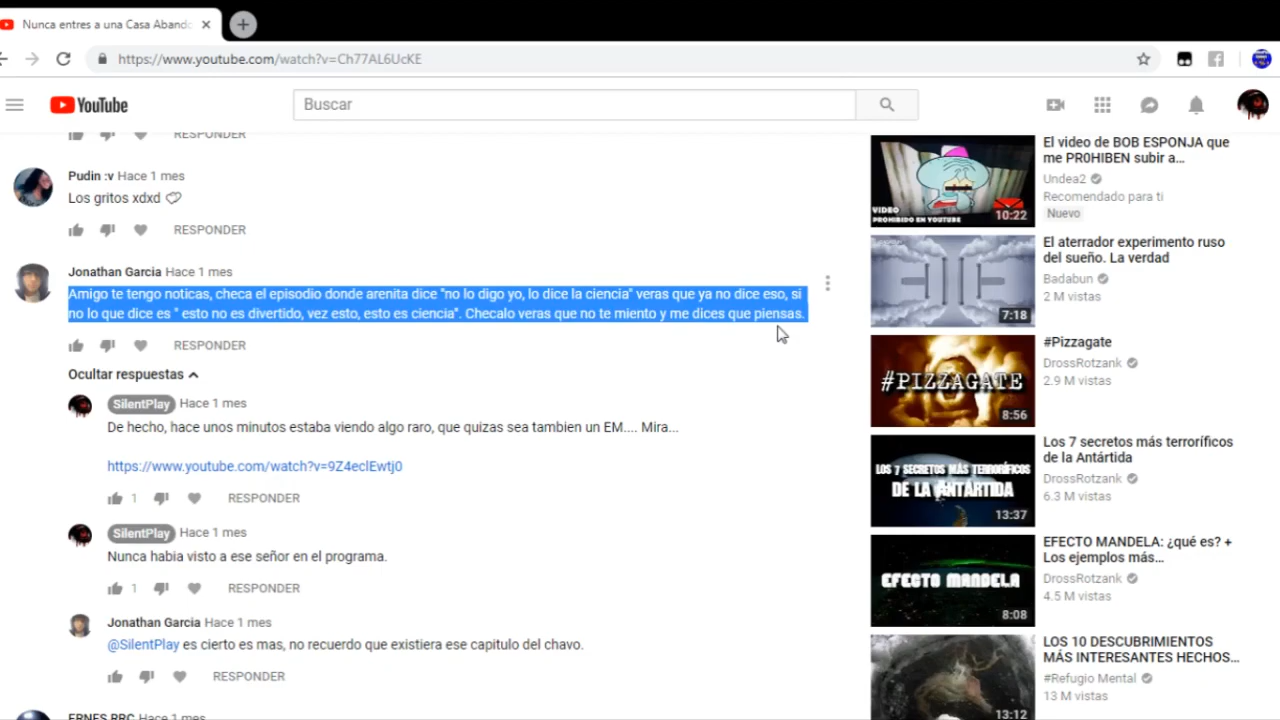 Nunca entres a una Casa Abando
https://www.youtube.com/watch?v=Ch77AL6UcKE
YouTube
Buscar
RESPONDER
Pudin :v Hace 1 mes
Los gritos xdxd
RESPONDER
Jonathan Garcia Hace 1 mes
Amigo te tengo noticas, checa el episodio donde arenita dice "no lo digo yo, lo dice la ciencia" veras que ya no dice eso, si
no lo que dice es " esto no es divertido, vez esto, esto es ciencia". Checalo veras que no te miento y me dices que piensas.
RESPONDER
Ocultar respuestas
SilentPlay Hace 1 mes
De hecho, hace unos minutos estaba viendo algo raro, que quizas sea tambien un EM.... Mira...
https://www.youtube.com/watch?v=9Z4eclEwtj0
1 RESPONDER
SilentPlay Hace 1 mes
Nunca habia visto a ese señor en el programa.
1 RESPONDER
Jonathan Garcia Hace 1 mes
@SilentPlay es cierto es mas, no recuerdo que existiera ese capitulo del chavo.
RESPONDER
ERNES RRC Hace 1 mes
VIDEO
PROHIBIDO EN YOUTUBE
10:22
El video de BOB ESPONJA que
me PR0HIBEN subir a...
Undea2
Recomendado para ti
Nuevo
7:18
El aterrador experimento ruso
del sueño. La verdad
Badabun
2 M vistas
#PIZZAGATE
8:56
#Pizzagate
DrossRotzank
2.9 M vistas
LOS 7 SECRETOS MÁS TERRORÍFICOS
DE LA ANTÁRTIDA
13:37
Los 7 secretos más terroríficos
de la Antártida
DrossRotzank
6.3 M vistas
EFECTO MANDELA
8:08
EFECTO MANDELA: ¿qué es? +
Los ejemplos más...
DrossRotzank
4.5 M vistas
13:12
LOS 10 DESCUBRIMIENTOS
MÁS INTERESANTES HECHOS...
#Refugio Mental
13 M vistas